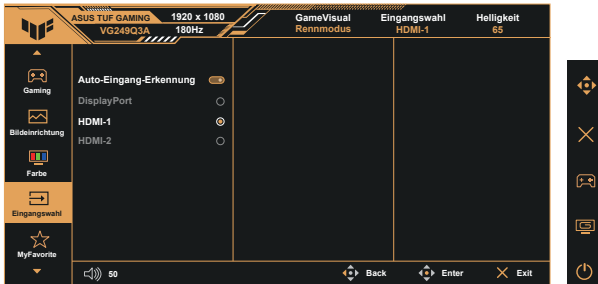 ASUS TUF GAMING 1920 x 1080
VG249Q3A 180Hz
GameVisual
Rennmodus
Eingangswahl
HDMI-1
Helligkeit
65
Gaming
Bildeinrichtung
Farbe
Eingangswahl
MyFavorite
Auto-Eingang-Erkennung
DisplayPort
HDMI-1
HDMI-2
50
Back
Enter
Exit